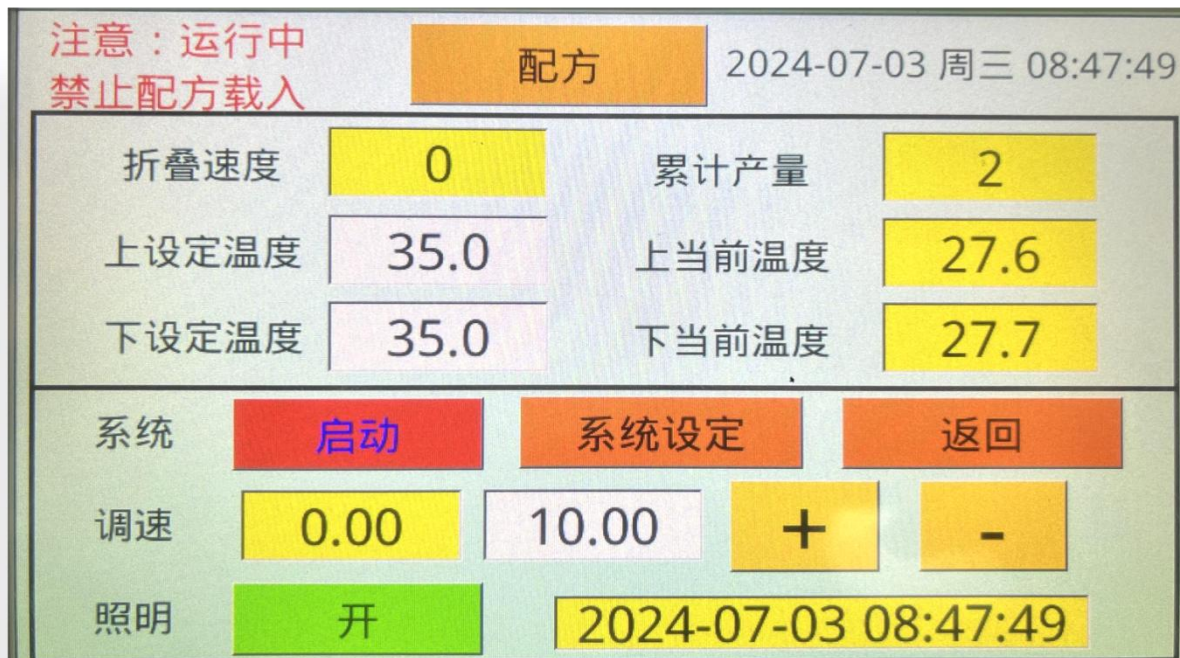 注意：运行中
禁止配方载入
配方
2024-07-03 周三 08:47:49
折叠速度 0 累计产量 2
上设定温度 35.0 上当前温度 27.6
下设定温度 35.0 下当前温度 27.7
系统 启动 系统设定 返回
调速 0.00 10.00 + -
照明 开 2024-07-03 08:47:49